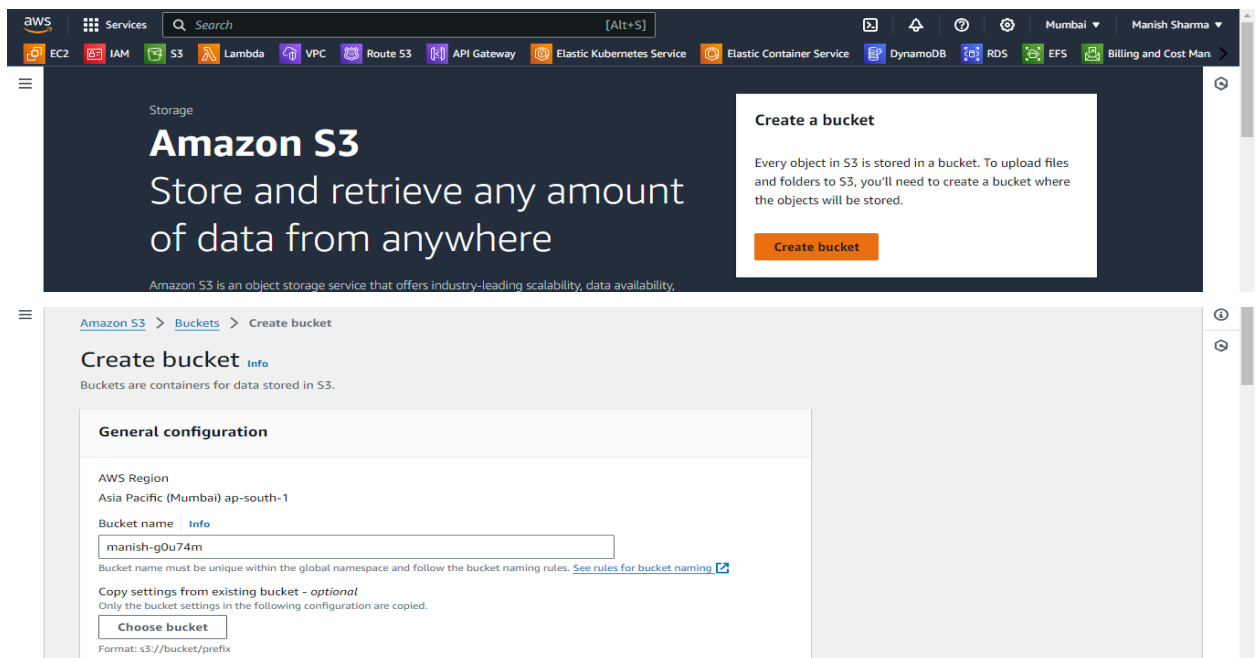 aws Services Search [Alt+S] Mumbai Manish Sharma
EC2 IAM S3 Lambda VPC Route 53 API Gateway Elastic Kubernetes Service Elastic Container Service DynamoDB RDS EFS Billing and Cost Man
Storage
Amazon S3
Store and retrieve any amount
of data from anywhere
Amazon S3 is an object storage service that offers industry-leading scalability, data availability,
Create a bucket
Every object in S3 is stored in a bucket. To upload files
and folders to S3, you'll need to create a bucket where
the objects will be stored.
Create bucket
Amazon S3 > Buckets > Create bucket
Create bucket Info
Buckets are containers for data stored in S3.
General configuration
AWS Region
Asia Pacific (Mumbai) ap-south-1
Bucket name Info
manish-g0u74m
Bucket name must be unique within the global namespace and follow the bucket naming rules. See rules for bucket naming
Copy settings from existing bucket - optional
Only the bucket settings in the following configuration are copied.
Choose bucket
Format: s3://bucket/prefix